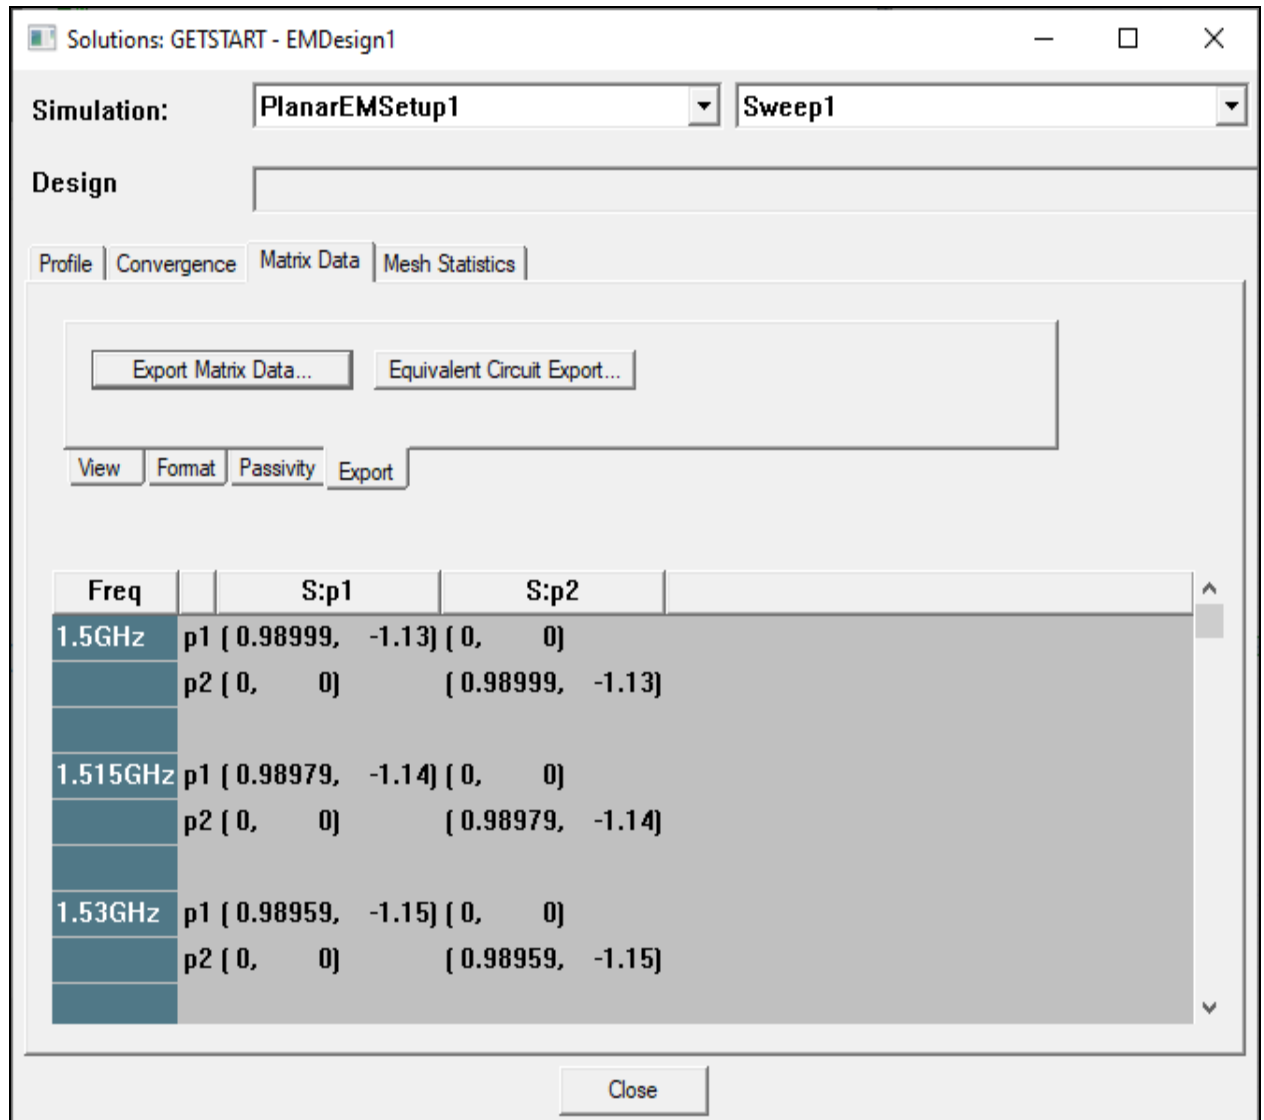 Solutions: GETSTART - EMDesign1
Simulation: PlanarEMSetup1 Sweep1
Design
Profile Convergence Matrix Data Mesh Statistics
Export Matrix Data... Equivalent Circuit Export...
View Format Passivity Export
Freq S:p1 S:p2
1.5GHz p1 ( 0.98999, -1.13) ( 0, 0)
p2 ( 0, 0) ( 0.98999, -1.13)
1.515GHz p1 ( 0.98979, -1.14) ( 0, 0)
p2 ( 0, 0) ( 0.98979, -1.14)
1.53GHz p1 ( 0.98959, -1.15) ( 0, 0)
p2 ( 0, 0) ( 0.98959, -1.15)
Close